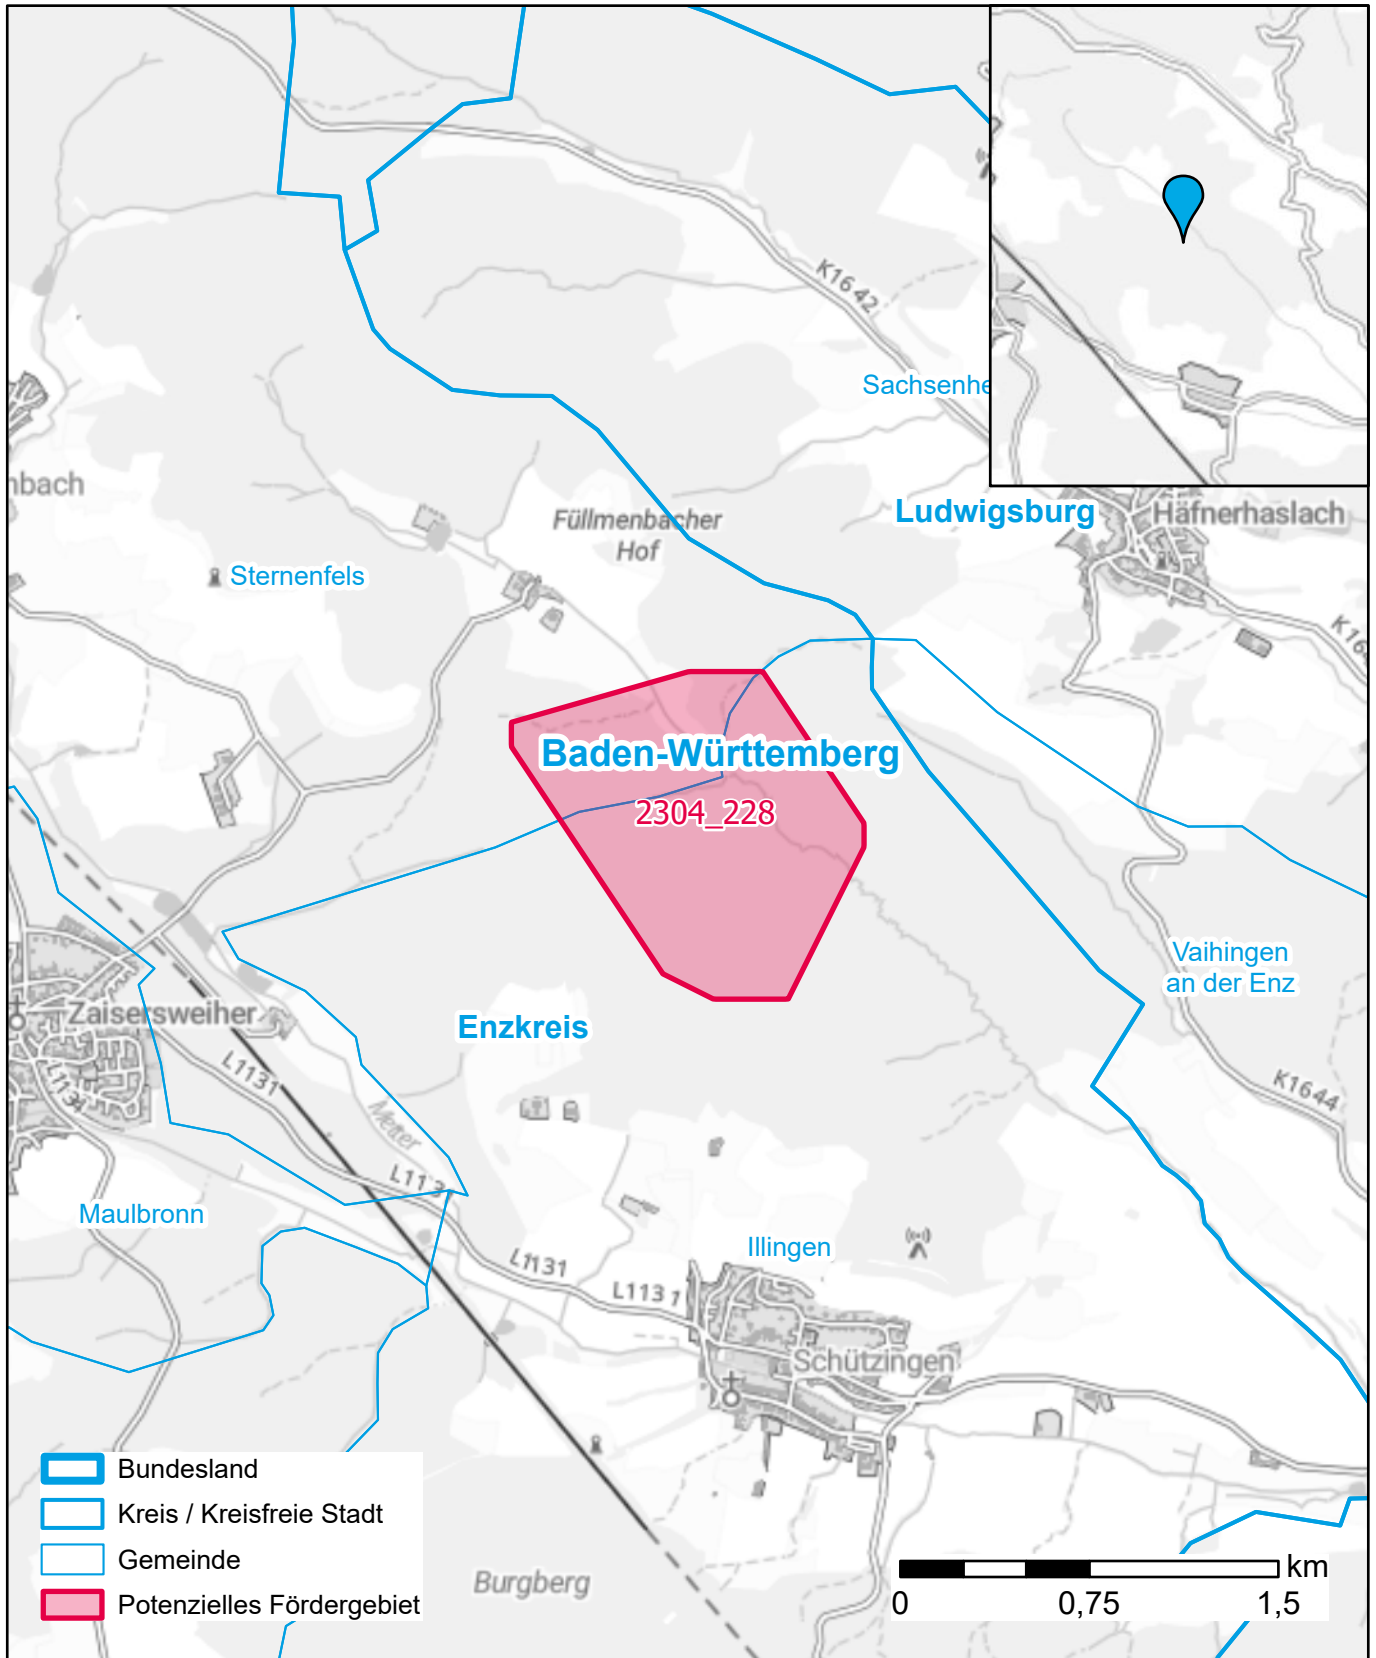 K1642
Sachsenhe
nbach
Füllmenbacher
Hof
Ludwigsburg
Häfnerhaslach
Sternenfels
K16
Baden-Württemberg
2304_228
Vaihingen
an der Enz
Zaisersweiher
Enzkreis
L1131
L1134
Metter
K1644
L113
Maulbronn
Illingen
L1131
L1131
Schützingen
Bundesland
Kreis / Kreisfreie Stadt
Gemeinde
Potenzielles Fördergebiet
Burgberg
km
0
0,75
1,5